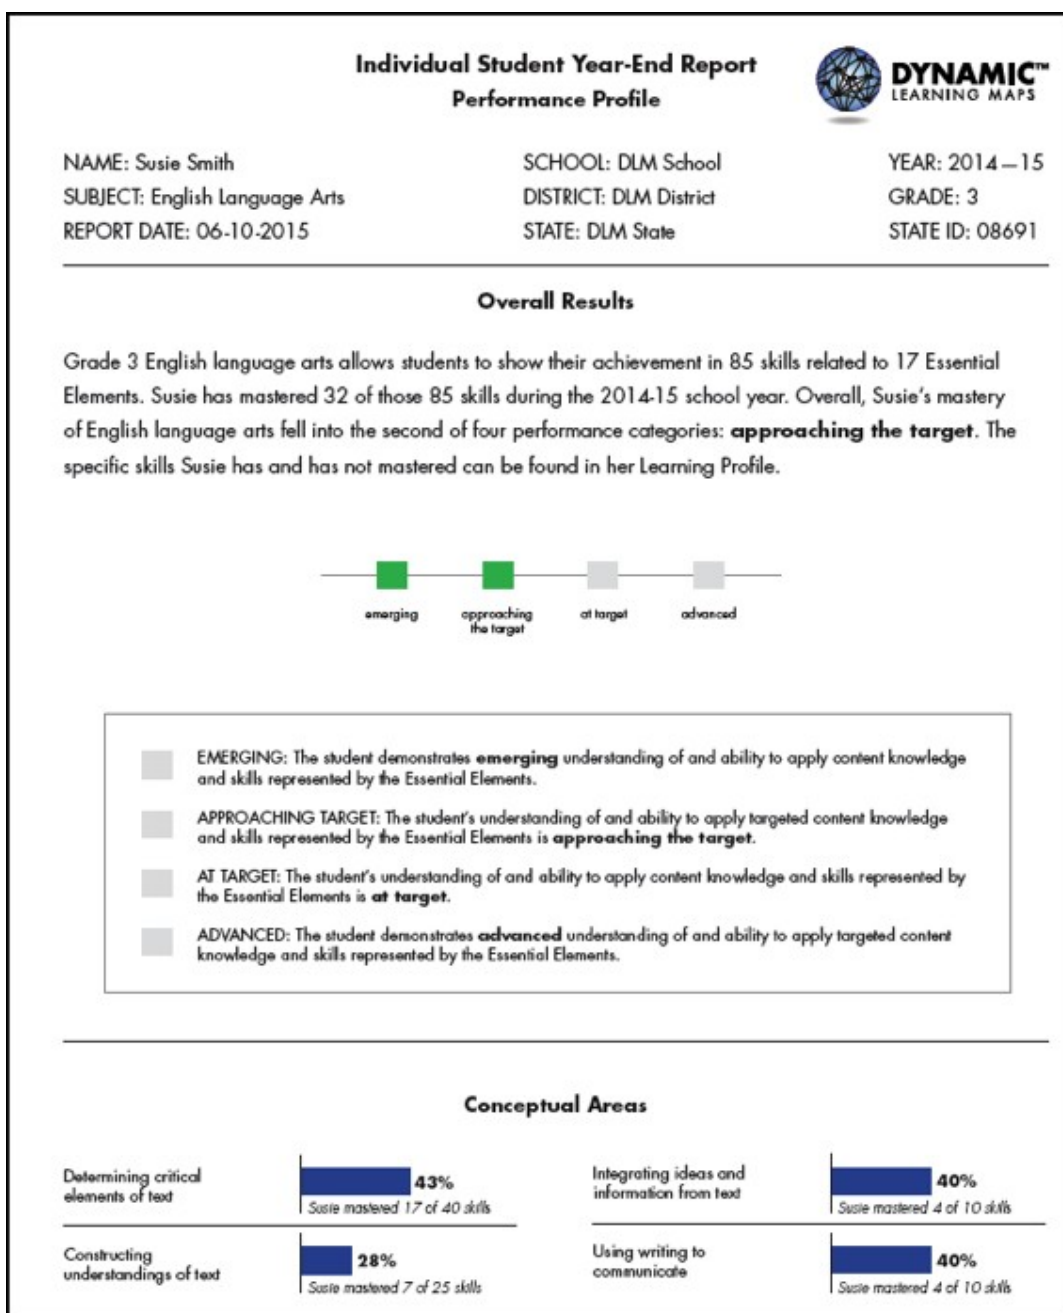 Individual Student Year-End Report
Performance Profile
DYNAMIC™
LEARNING MAPS
NAME: Susie Smith
SCHOOL: DLM School
YEAR: 2014—15
SUBJECT: English Language Arts
DISTRICT: DLM District
GRADE: 3
REPORT DATE: 06-10-2015
STATE: DLM State
STATE ID: 08691
Overall Results
Grade 3 English language arts allows students to show their achievement in 85 skills related to 17 Essential
Elements. Susie has mastered 32 of those 85 skills during the 2014-15 school year. Overall, Susie's mastery
of English language arts fell into the second of four performance categories: approaching the target. The
specific skills Susie has and has not mastered can be found in her Learning Profile.
emerging
approaching
the target
at target
advanced
EMERGING: The student demonstrates emerging understanding of and ability to apply content knowledge
and skills represented by the Essential Elements.
APPROACHING TARGET: The student's understanding of and ability to apply targeted content knowledge
and skills represented by the Essential Elements is approaching the target.
AT TARGET: The student's understanding of and ability to apply content knowledge and skills represented by
the Essential Elements is at target.
ADVANCED: The student demonstrates advanced understanding of and ability to apply targeted content
knowledge and skills represented by the Essential Elements.
Conceptual Areas
Determining critical
elements of text
43%
Susie mastered 17 of 40 skills
Integrating ideas and
information from text
40%
Susie mastered 4 of 10 skills
Constructing
understandings of text
28%
Susie mastered 7 of 25 skills
Using writing to
communicate
40%
Susie mastered 4 of 10 skills